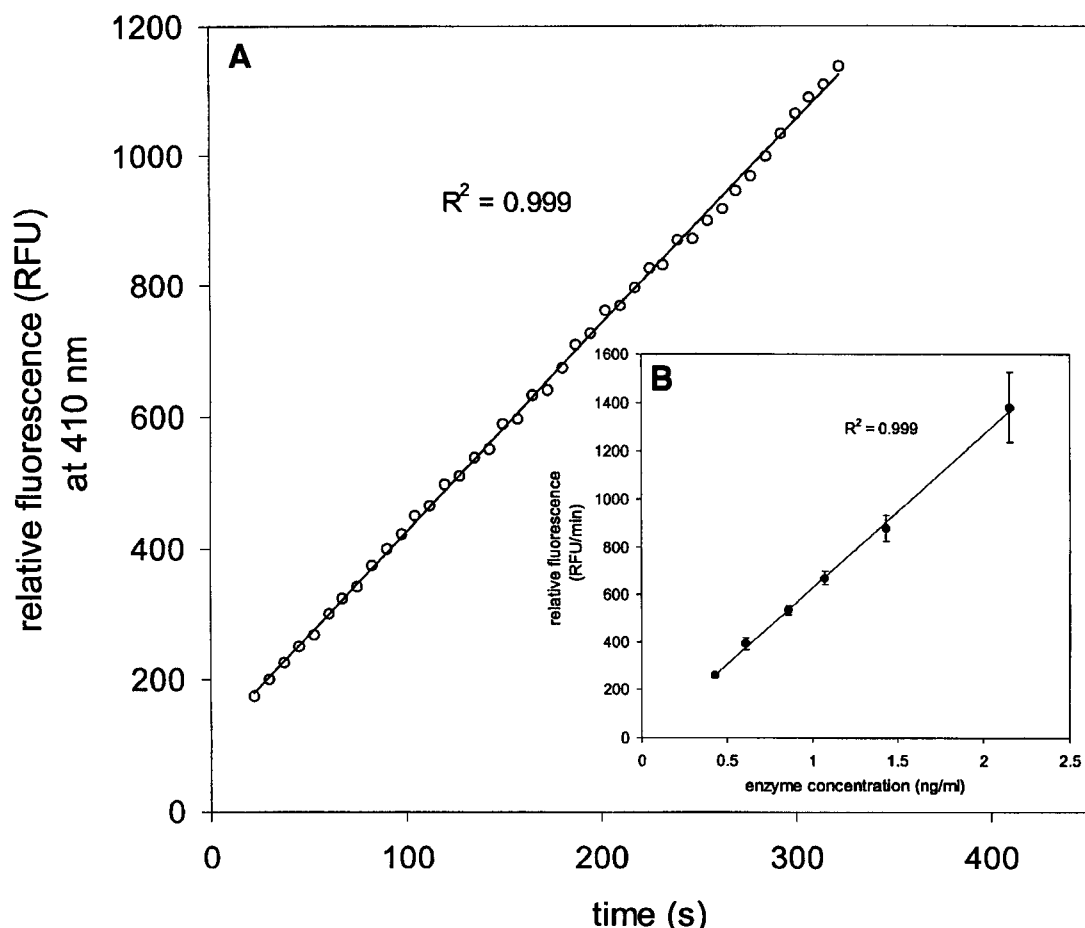 A
R² = 0.999
relative fluorescence (RFU)
at 410 nm
1200
1000
800
600
400
200
0
0 100 200 300 400
time (s)
B
R² = 0.999
relative fluorescence
(RFU/min)
1600
1400
1200
1000
800
600
400
200
0
0 0.5 1 1.5 2 2.5
enzyme concentration (ng/ml)